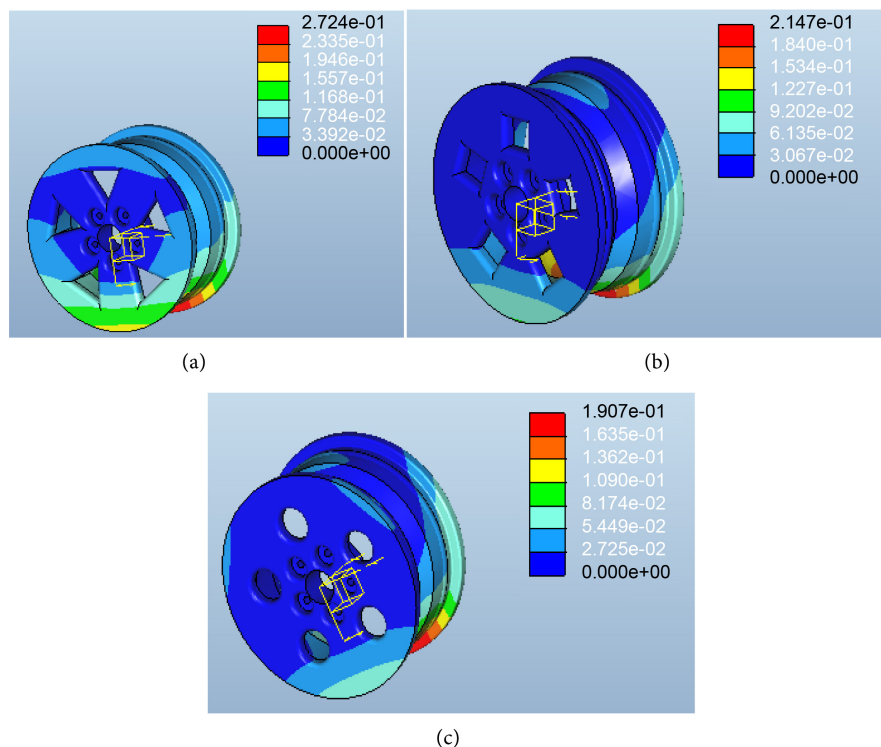 2.724e-01
2.335e-01
1.946e-01
1.557e-01
1.168e-01
7.784e-02
3.392e-02
0.000e+00
(a)
2.147e-01
1.840e-01
1.534e-01
1.227e-01
9.202e-02
6.135e-02
3.067e-02
0.000e+00
(b)
1.907e-01
1.635e-01
1.362e-01
1.090e-01
8.174e-02
5.449e-02
2.725e-02
0.000e+00
(c)